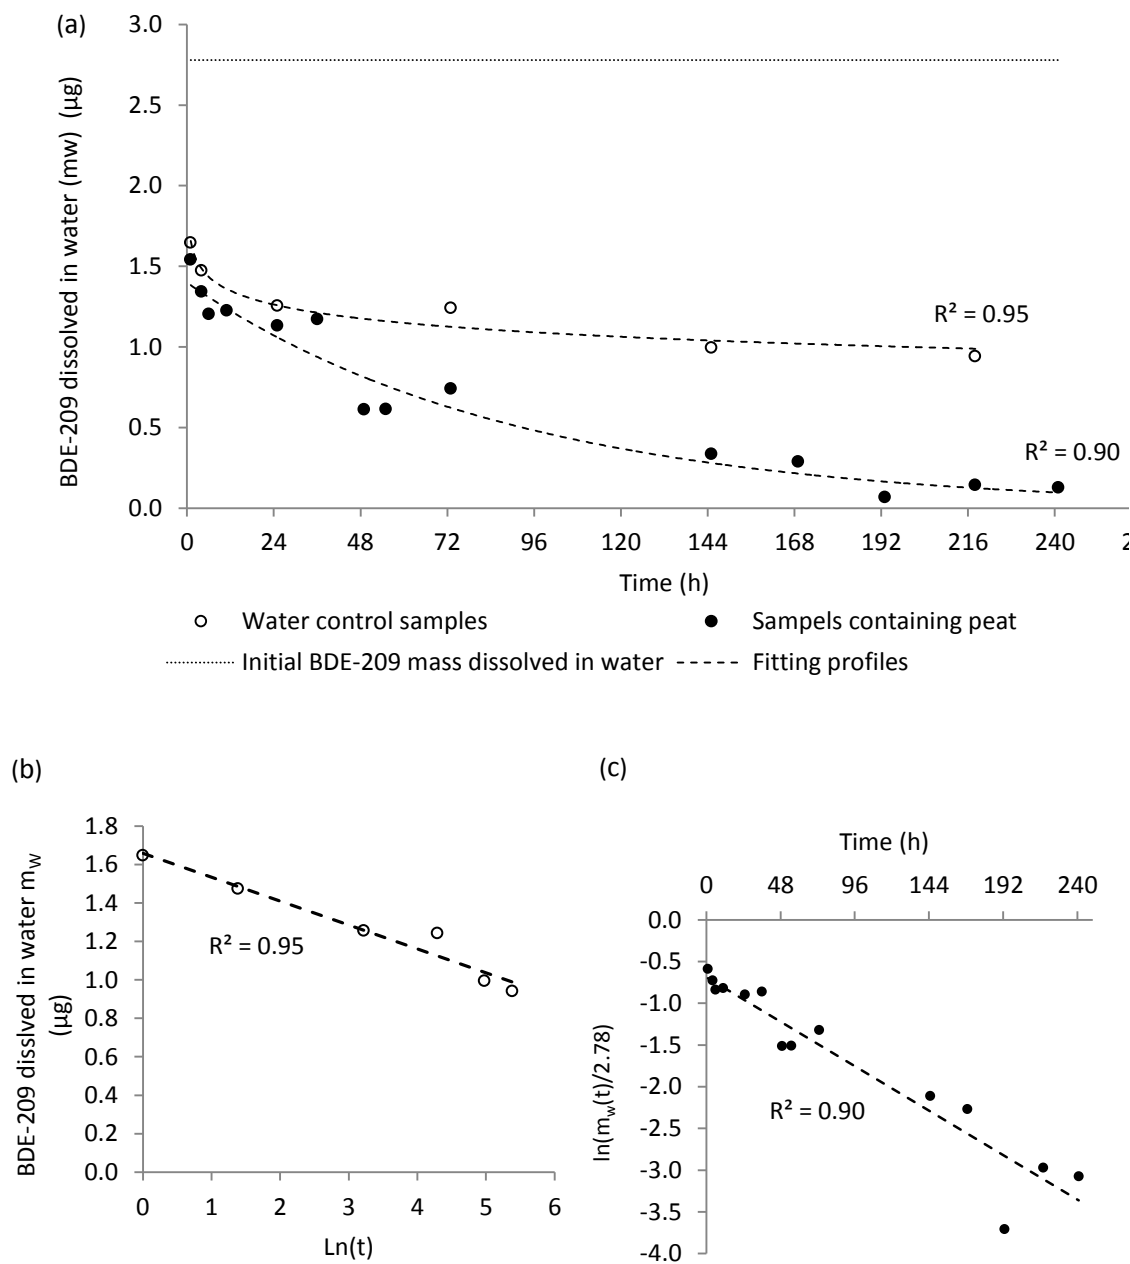 (a)
BDE-209 dissolved in water (mw) (µg)
3.0
2.5
2.0
1.5
1.0
0.5
0.0
R² = 0.95
R² = 0.90
0 24 48 72 96 120 144 168 192 216 240 2
Time (h)
Water control samples
Sampels containing peat
Initial BDE-209 mass dissolved in water
Fitting profiles
(b)
BDE-209 disslved in water m_w
(µg)
1.8
1.6
1.4
1.2
1.0
0.8
0.6
0.4
0.2
0.0
R² = 0.95
0 1 2 3 4 5 6
Ln(t)
(c)
Time (h)
0 48 96 144 192 240
ln(m_w(t)/2.78)
0.0
-0.5
-1.0
-1.5
-2.0
-2.5
-3.0
-3.5
-4.0
R² = 0.90